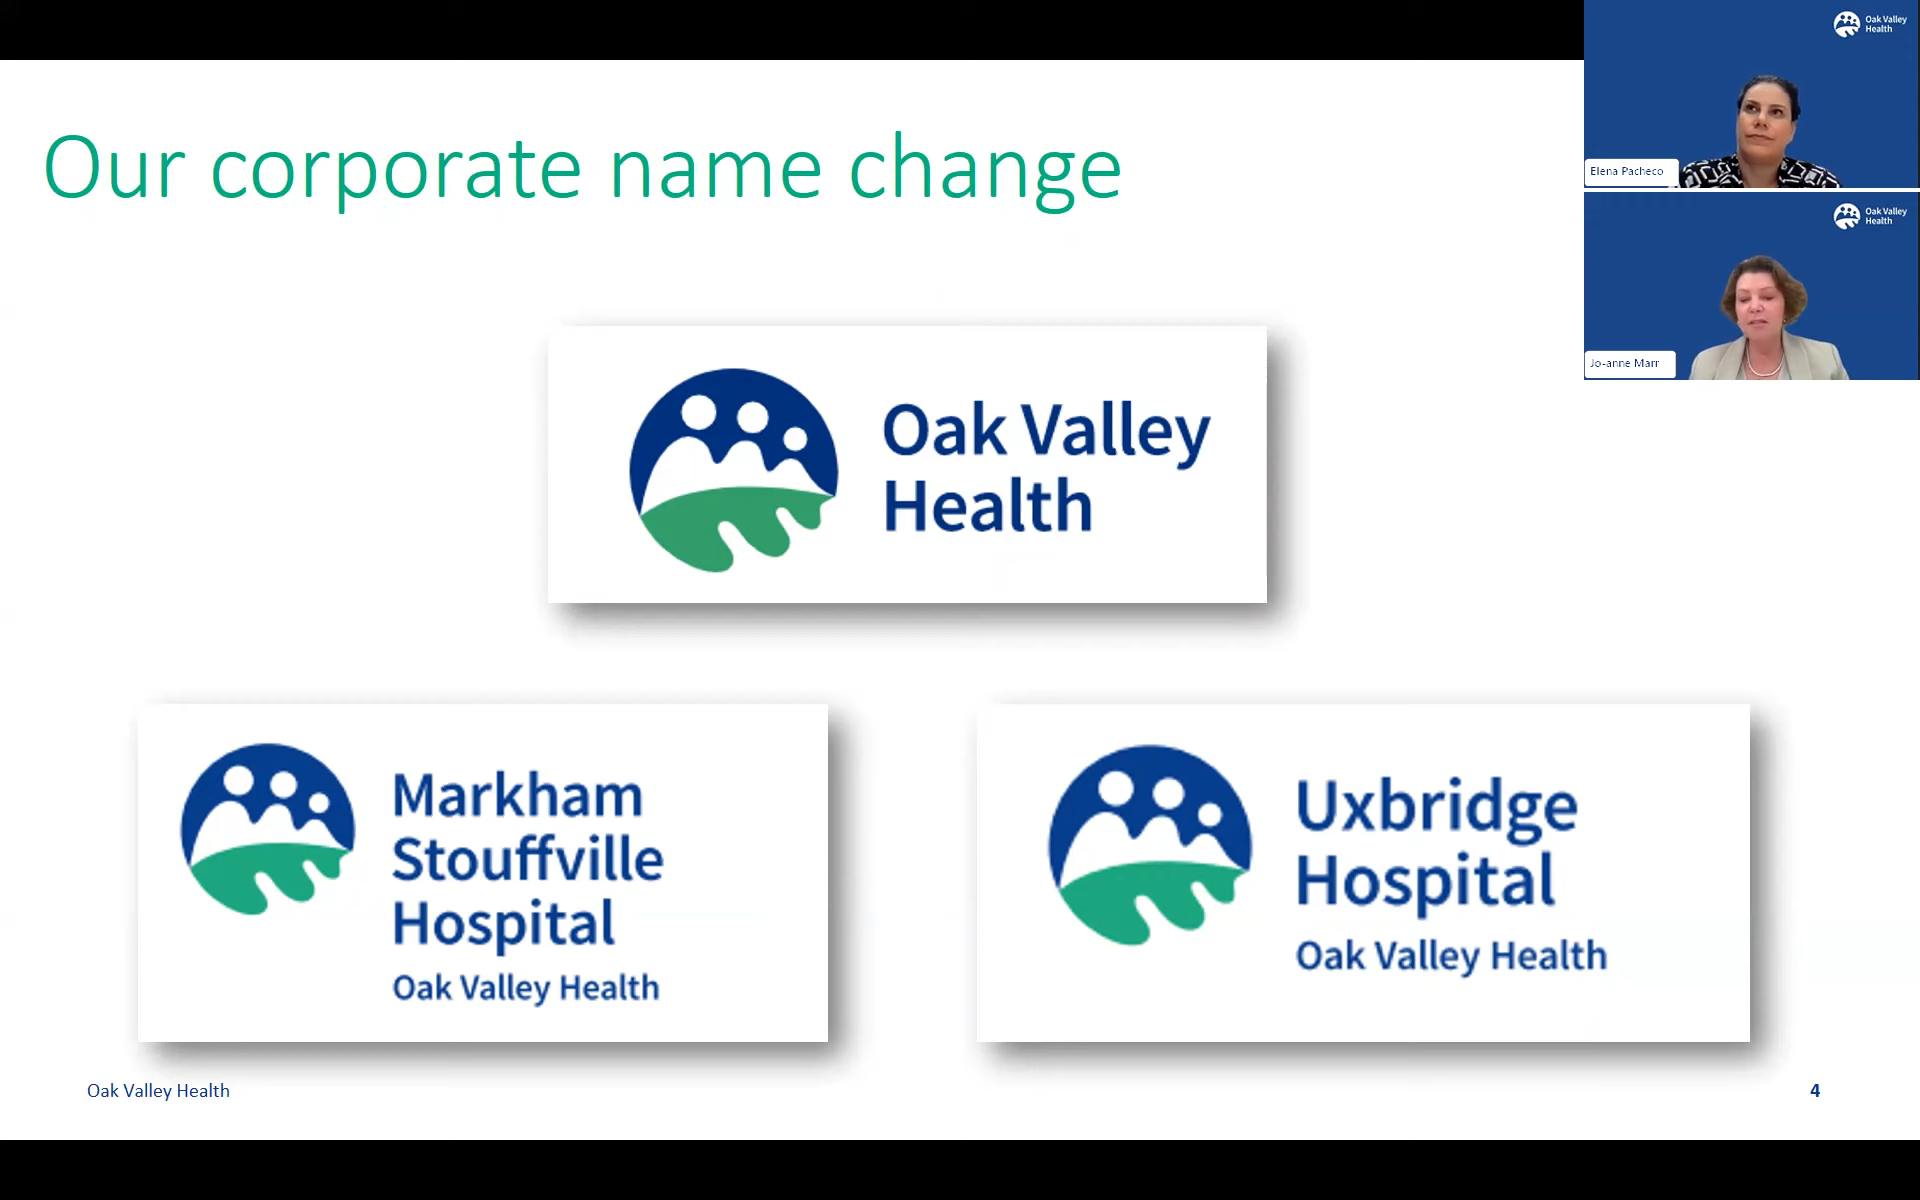 Our corporate name change
Oak Valley
Health
Elena Pacheco
Oak Valley
Health
Jo-anne Marr
Oak Valley
Health
Markham
Stouffville
Hospital
Oak Valley Health
Uxbridge
Hospital
Oak Valley Health
Oak Valley Health
4